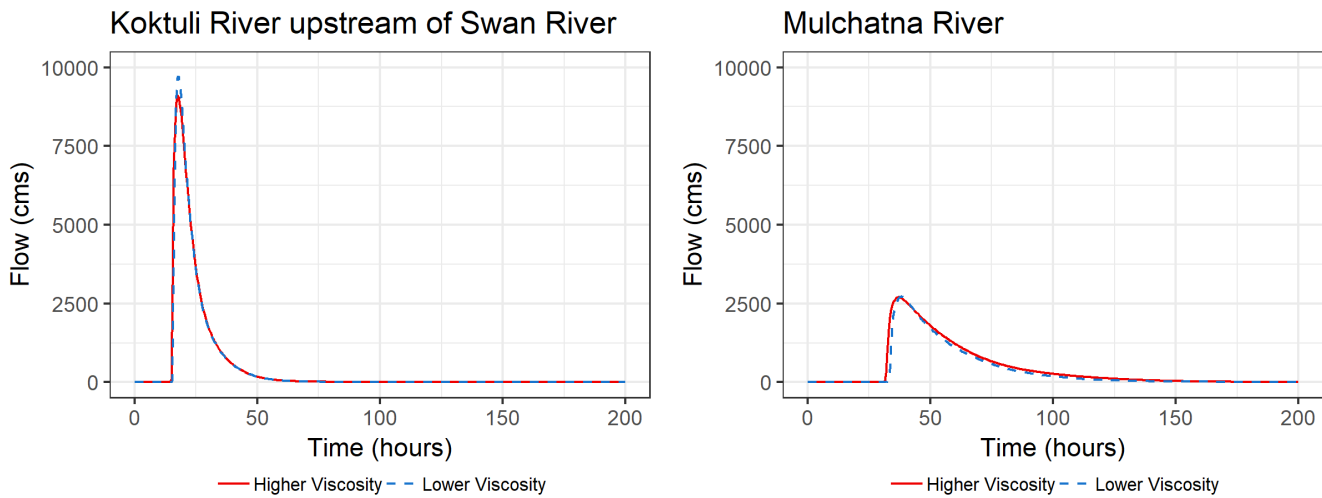 Koktuli River upstream of Swan River
10000
7500
5000
2500
0
Flow (cms)
0 50 100 150 200
Time (hours)
Higher Viscosity Lower Viscosity
Mulchatna River
10000
7500
5000
2500
0
Flow (cms)
0 50 100 150 200
Time (hours)
Higher Viscosity Lower Viscosity